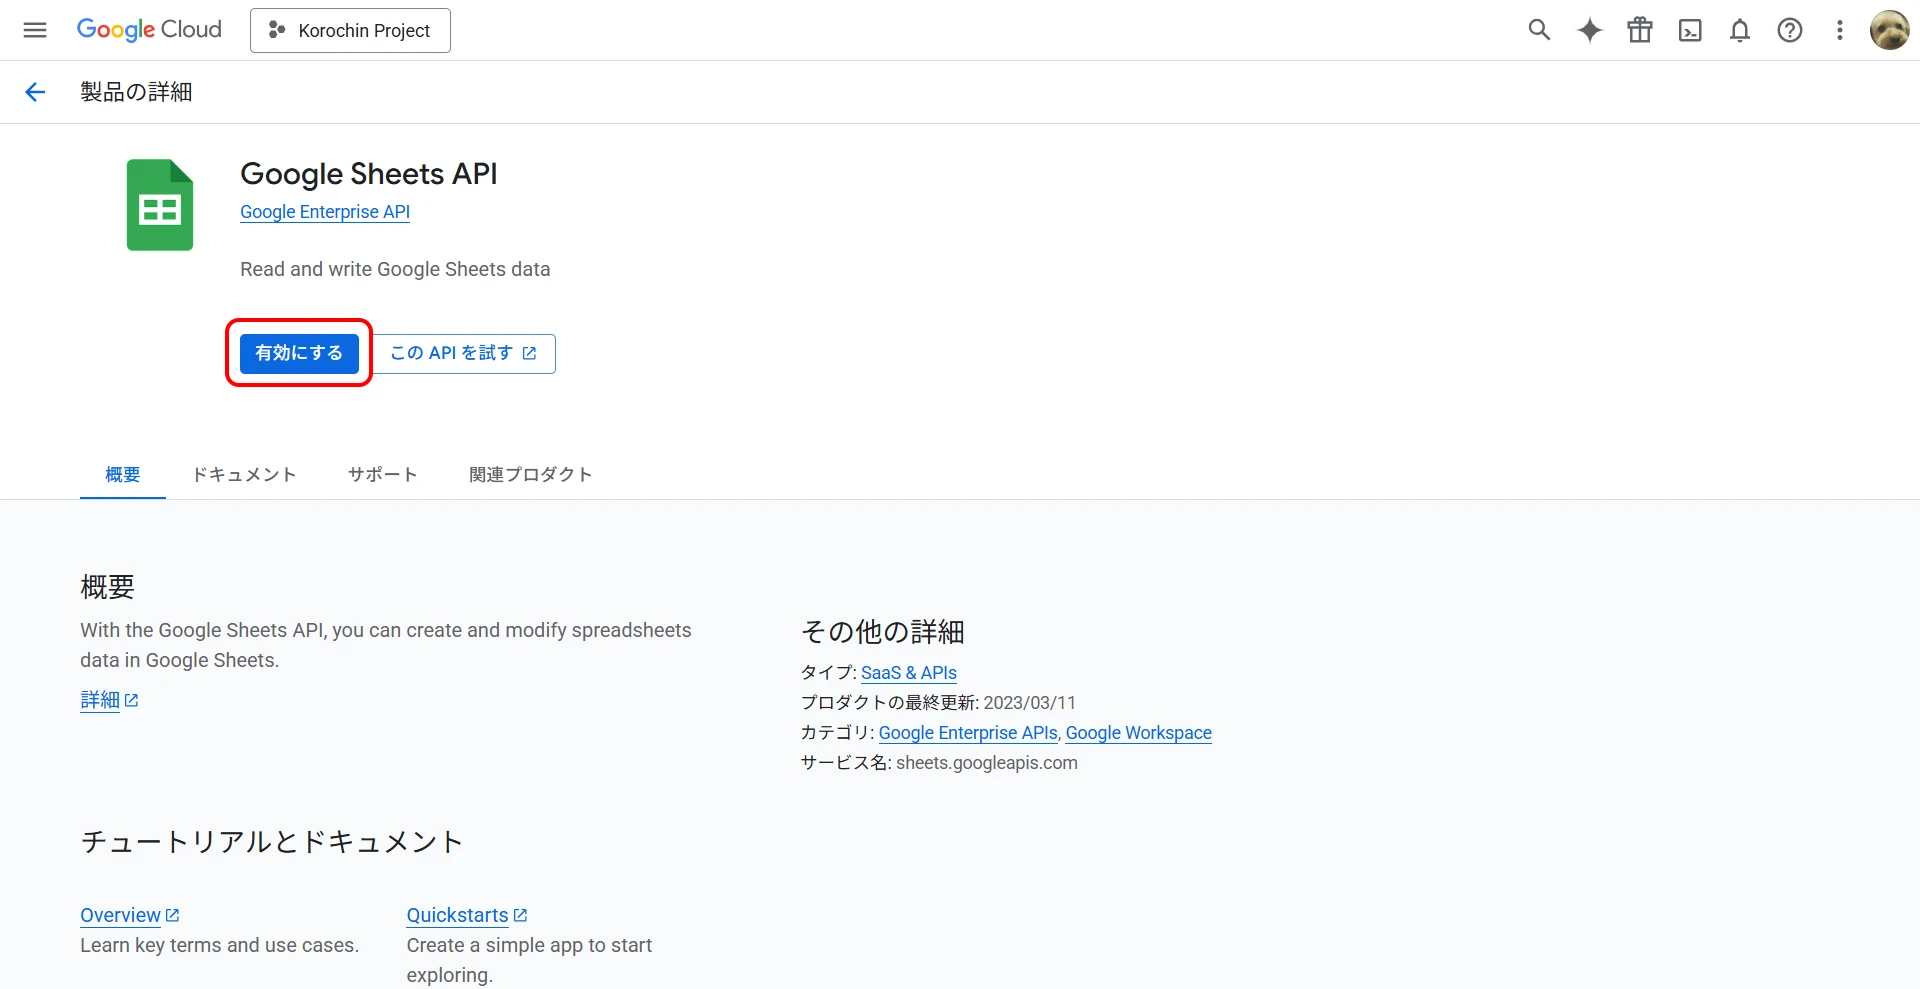 Google Cloud
Korochin Project
製品の詳細
Google Sheets API
Google Enterprise API
Read and write Google Sheets data
有効にする
この API を試す
概要
ドキュメント
サポート
関連プロダクト
概要
With the Google Sheets API, you can create and modify spreadsheets
data in Google Sheets.
詳細
その他の詳細
タイプ: SaaS & APIs
プロダクトの最終更新: 2023/03/11
カテゴリ: Google Enterprise APIs, Google Workspace
サービス名: sheets.googleapis.com
チュートリアルとドキュメント
Overview
Learn key terms and use cases.
Quickstarts
Create a simple app to start
exploring.